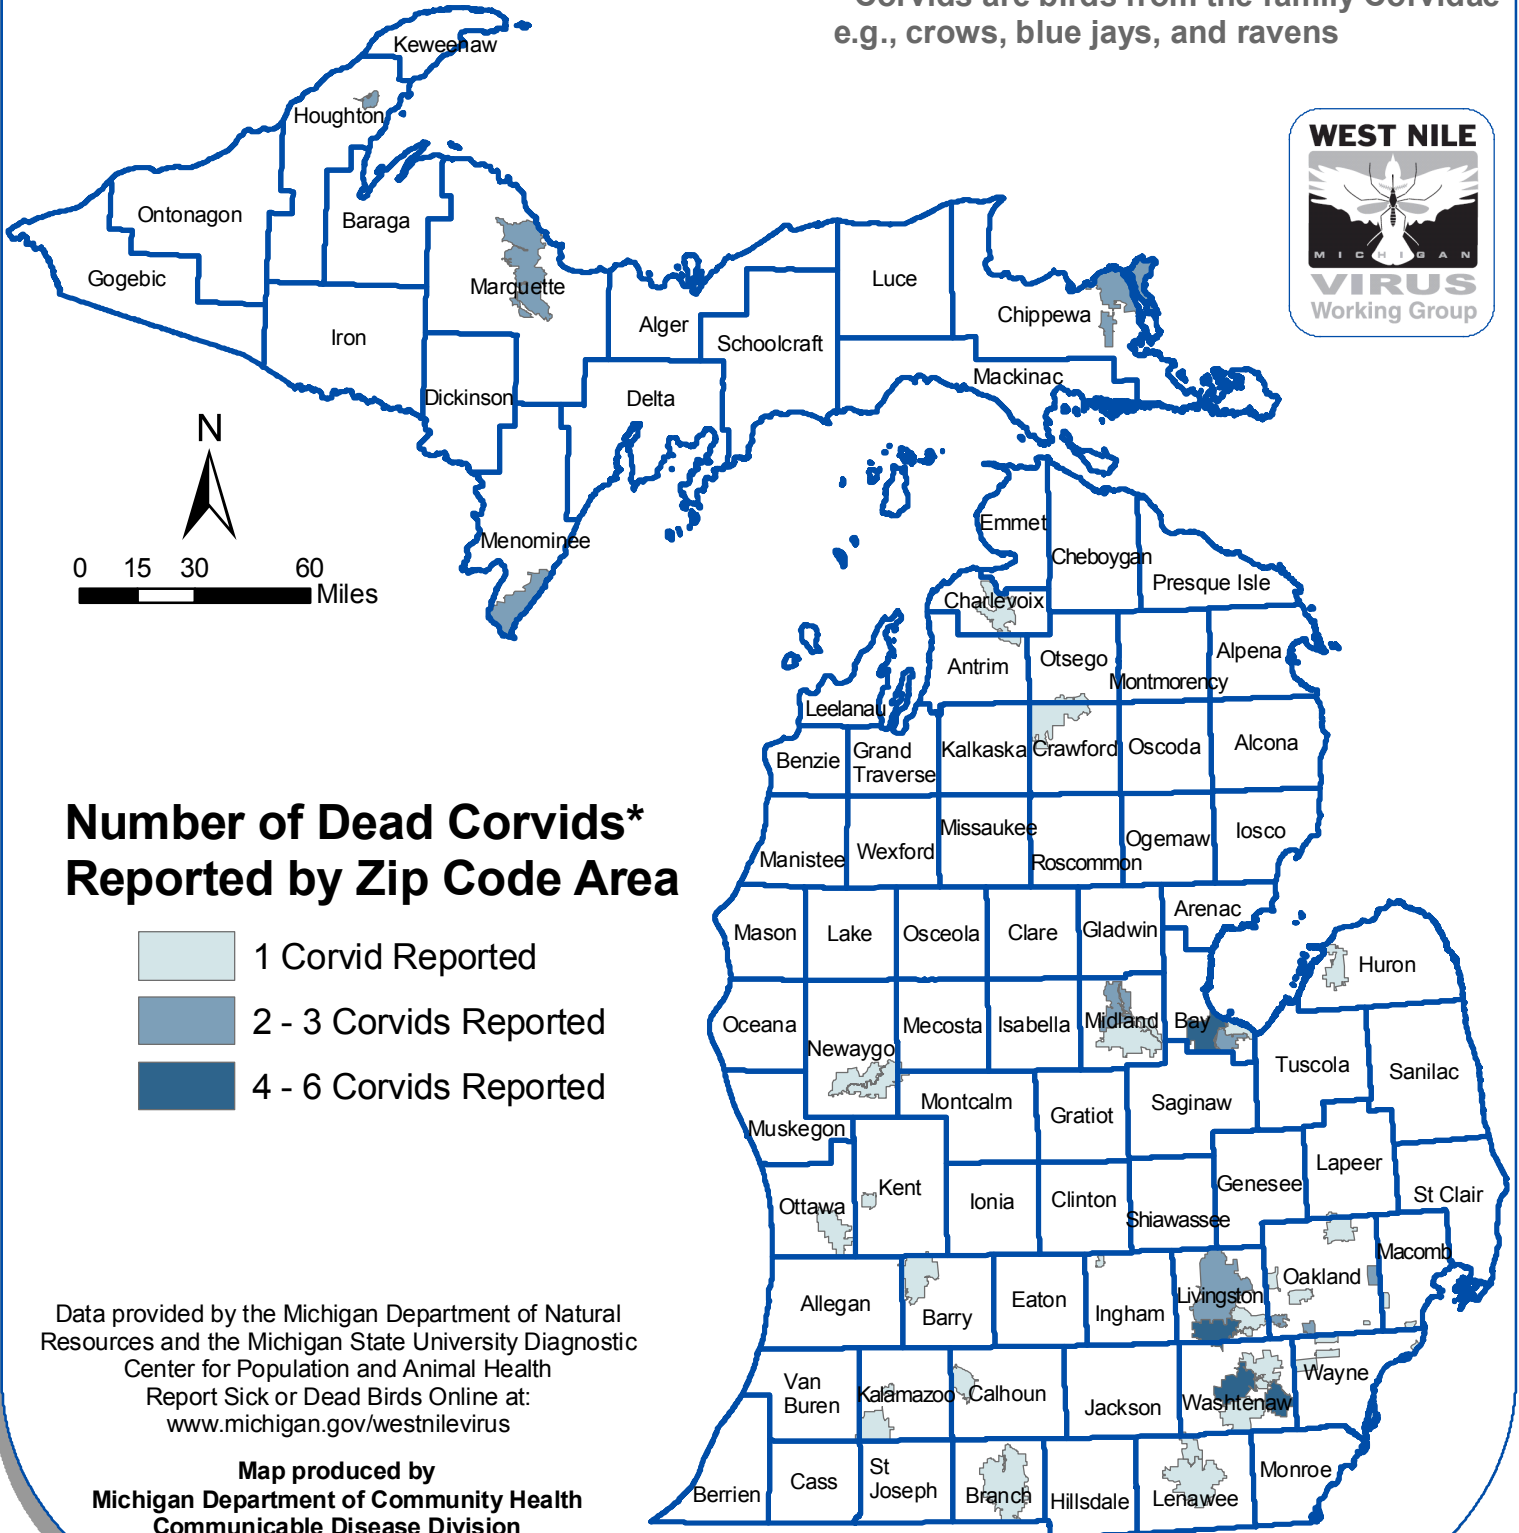 *Corvids are birds from the family Corvidae
e.g., crows, blue jays, and ravens
WEST NILE
MICHIGAN
VIRUS
Working Group
Keweenaw
Houghton
Ontonagon
Baraga
Gogebic
Marquette
Iron
Alger
Schoolcraft
Luce
Chippewa
Mackinac
Dickinson
Delta
Menominee
N
0 15 30 60
Miles
Emmet
Cheboygan
Presque Isle
Charlevoix
Antrim
Otsego
Montmorency
Alpena
Leelanau
Benzie
Grand
Traverse
Kalkaska
Crawford
Oscoda
Alcona
Manistee
Wexford
Missaukee
Roscommon
Ogemaw
Iosco
Number of Dead Corvids*
Reported by Zip Code Area
1 Corvid Reported
2 - 3 Corvids Reported
4 - 6 Corvids Reported
Mason
Lake
Osceola
Clare
Gladwin
Arenac
Huron
Oceana
Newaygo
Mecosta
Isabella
Midland
Bay
Tuscola
Sanilac
Muskegon
Montcalm
Gratiot
Saginaw
Ottawa
Kent
Ionia
Clinton
Shiawassee
Genesee
Lapeer
St Clair
Allegan
Barry
Eaton
Ingham
Livingston
Oakland
Macomb
Van
Buren
Kalamazoo
Calhoun
Jackson
Washtenaw
Wayne
Berrien
Cass
St
Joseph
Branch
Hillsdale
Lenawee
Monroe
Data provided by the Michigan Department of Natural
Resources and the Michigan State University Diagnostic
Center for Population and Animal Health
Report Sick or Dead Birds Online at:
www.michigan.gov/westnilevirus
Map produced by
Michigan Department of Community Health
Communicable Disease Division